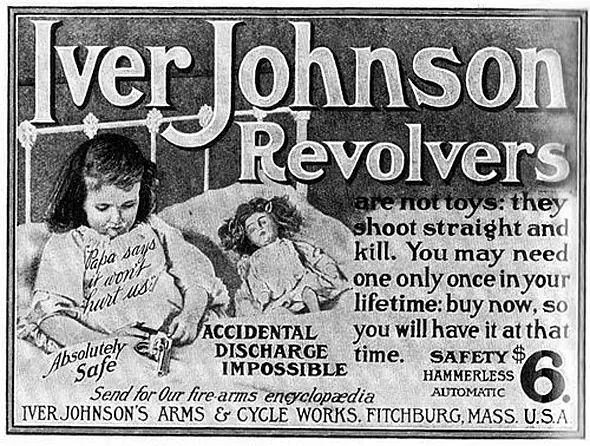 Iver Johnson
Revolvers
are not toys: they
shoot straight and
kill. You may need
one only once in your
lifetime: buy now, so
you will have it at that
time.
"Papa says
it won't
hurt us"
Absolutely
Safe
ACCIDENTAL
DISCHARGE
IMPOSSIBLE
SAFETY
HAMMERLESS
AUTOMATIC
$6.
Send for Our fire-arms encyclopædia
IVER JOHNSON'S ARMS & CYCLE WORKS. FITCHBURG, MASS. U.S.A.